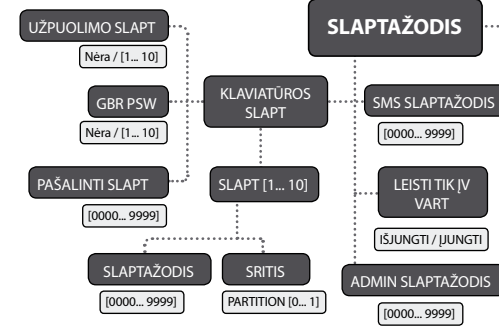 UŽPUOLIMO SLAPT
Nėra / [1... 10]
GBR PSW
Nėra / [1... 10]
PAŠALINTI SLAPT
[0000... 9999]
KLAVIATŪROS
SLAPT
SLAPT [1... 10]
SLAPTAŽODIS
[0000... 9999]
SRITIS
PARTITION [0... 1]
SLAPTAŽODIS
SMS SLAPTAŽODIS
[0000... 9999]
LEISTI TIK ĮV
VART
IŠJUNGTI / ĮJUNGTI
ADMIN SLAPTAŽODIS
[0000... 9999]